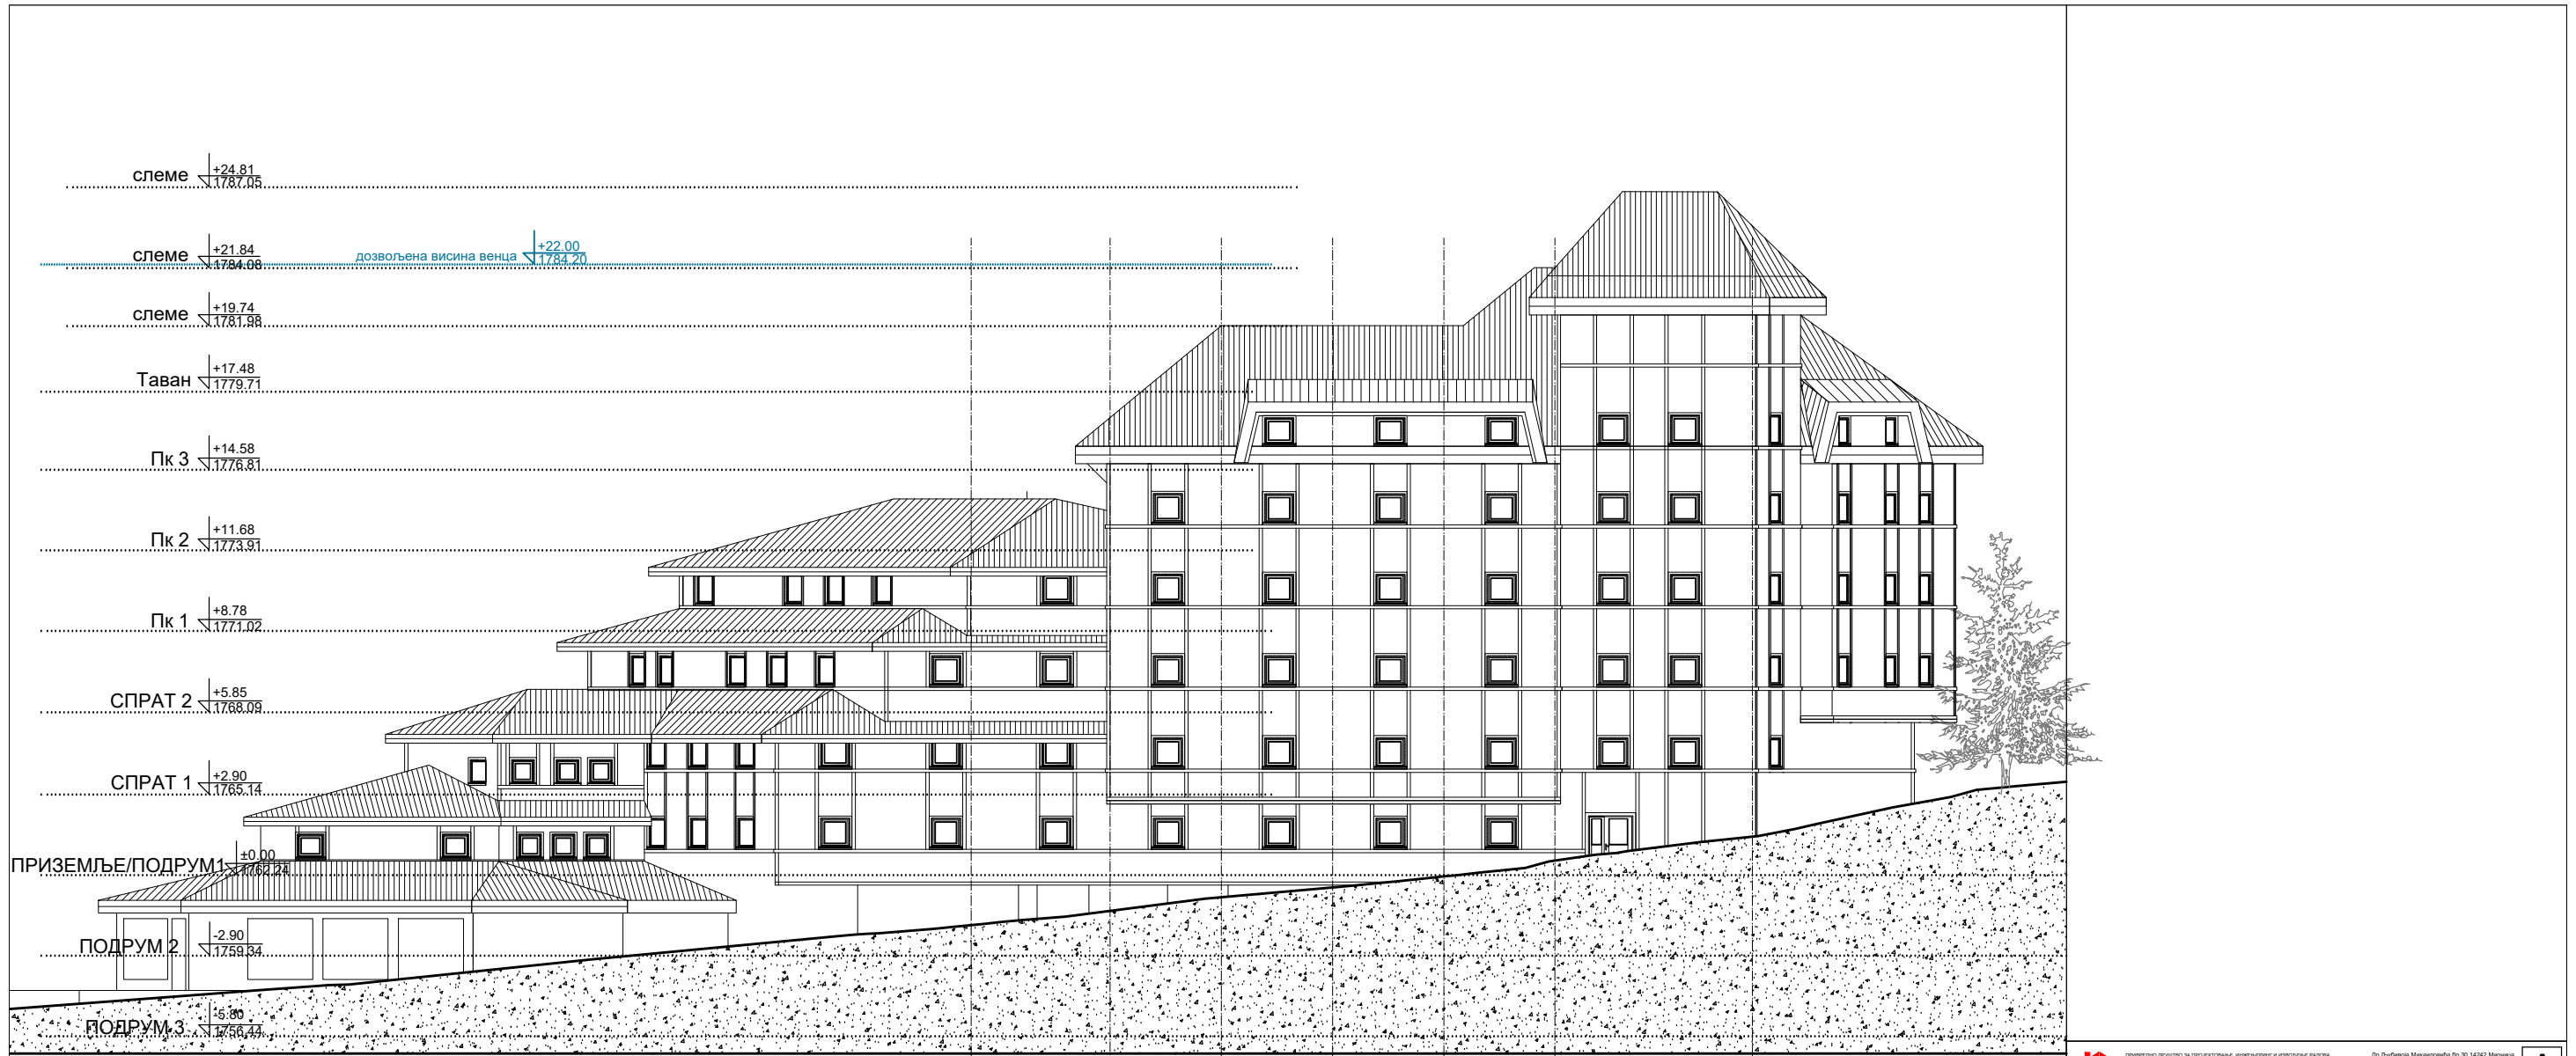 слеме +24.81
1787.05
слеме +21.84
1784.08
дозвољена висина венца +22.00
1784.20
слеме +19.74
1781.98
Таван +17.48
1779.71
Пк 3 +14.58
1776.81
Пк 2 +11.68
1773.91
Пк 1 +8.78
1771.02
СПРАТ 2 +5.85
1768.09
СПРАТ 1 +2.90
1765.14
ПРИЗЕМЉЕ/ПОДРУМ1 ±0.00
1762.24
ПОДРУМ 2 -2.90
1759.34
ПОДРУМ 3 -5.80
1756.44